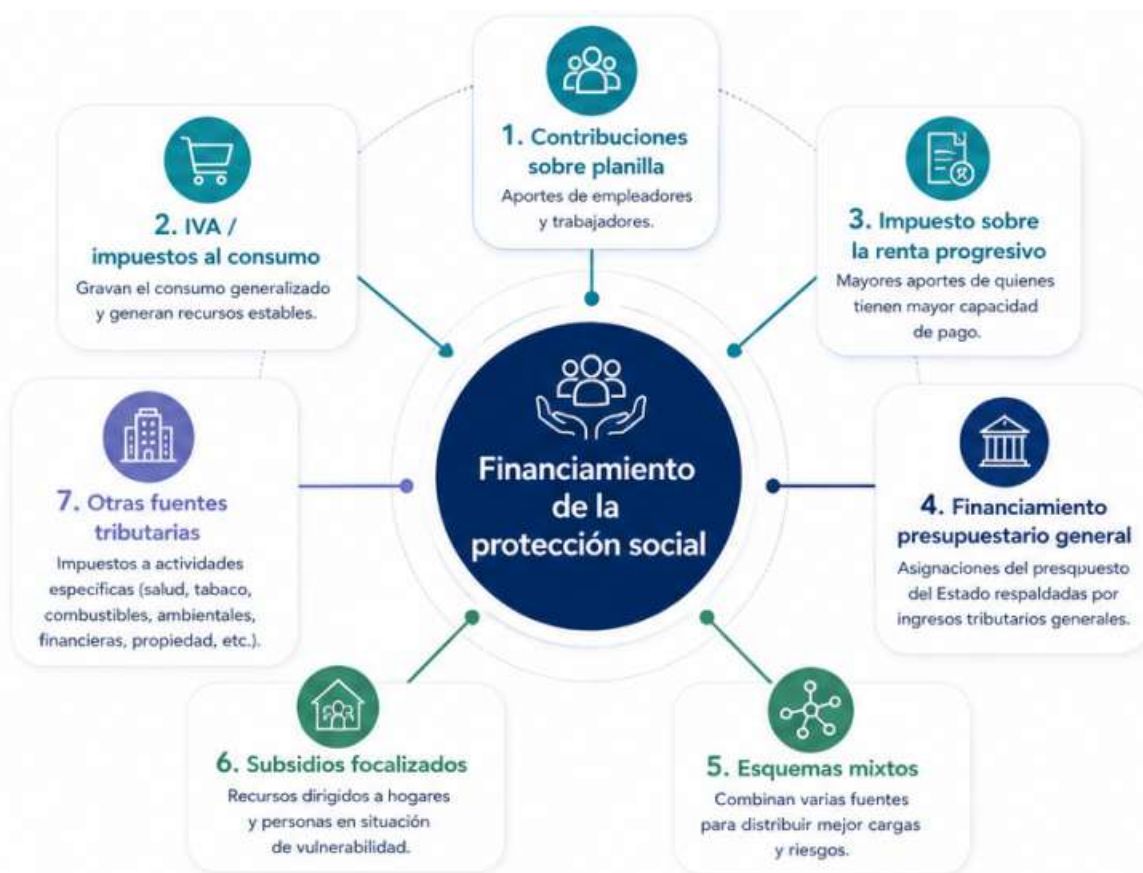 1. Contribuciones
sobre planilla
Aportes de empleadores
y trabajadores.
2. IVA /
impuestos al consumo
Gravan el consumo generalizado
y generan recursos estables.
3. Impuesto sobre
la renta progresivo
Mayores aportes de quienes
tienen mayor capacidad
de pago.
Financiamiento
de la
protección social
7. Otras fuentes
tributarias
Impuestos a actividades
específicas (salud, tabaco,
combustibles, ambientales,
financieras, propiedad, etc.).
4. Financiamiento
presupuestario general
Asignaciones del presqpuesto
del Estado respaldadas por
ingresos tributarios generales.
6. Subsidios focalizados
Recursos dirigidos a hogares
y personas en situación
de vulnerabilidad.
5. Esquemas mixtos
Combinan varias fuentes
para distribuir mejor cargas
y riesgos.